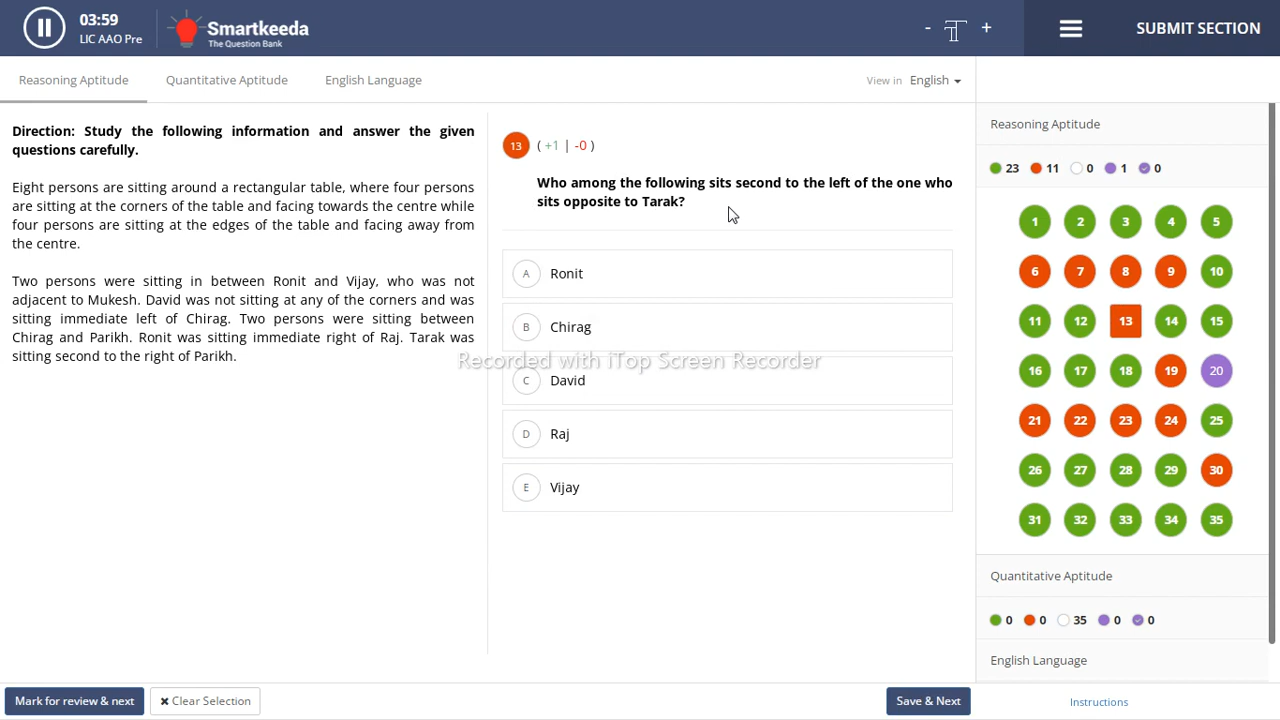 03:59
LIC AAO Pre
Smartkeeda
The Question Bank
- T +
SUBMIT SECTION
Reasoning Aptitude
Quantitative Aptitude
English Language
View in English
Direction: Study the following information and answer the given
questions carefully.
Eight persons are sitting around a rectangular table, where four persons
are sitting at the corners of the table and facing towards the centre while
four persons are sitting at the edges of the table and facing away from
the centre.
Two persons were sitting in between Ronit and Vijay, who was not
adjacent to Mukesh. David was not sitting at any of the corners and was
sitting immediate left of Chirag. Two persons were sitting between
Chirag and Parikh. Ronit was sitting immediate right of Raj. Tarak was
sitting second to the right of Parikh.
13 ( +1 | -0 )
Who among the following sits second to the left of the one who
sits opposite to Tarak?
A Ronit
B Chirag
C David
D Raj
E Vijay
Recorded with iTop Screen Recorder
Reasoning Aptitude
23 11 0 1 0
1 2 3 4 5
6 7 8 9 10
11 12 13 14 15
16 17 18 19 20
21 22 23 24 25
26 27 28 29 30
31 32 33 34 35
Quantitative Aptitude
0 0 35 0 0
English Language
Mark for review & next
Clear Selection
Save & Next
Instructions